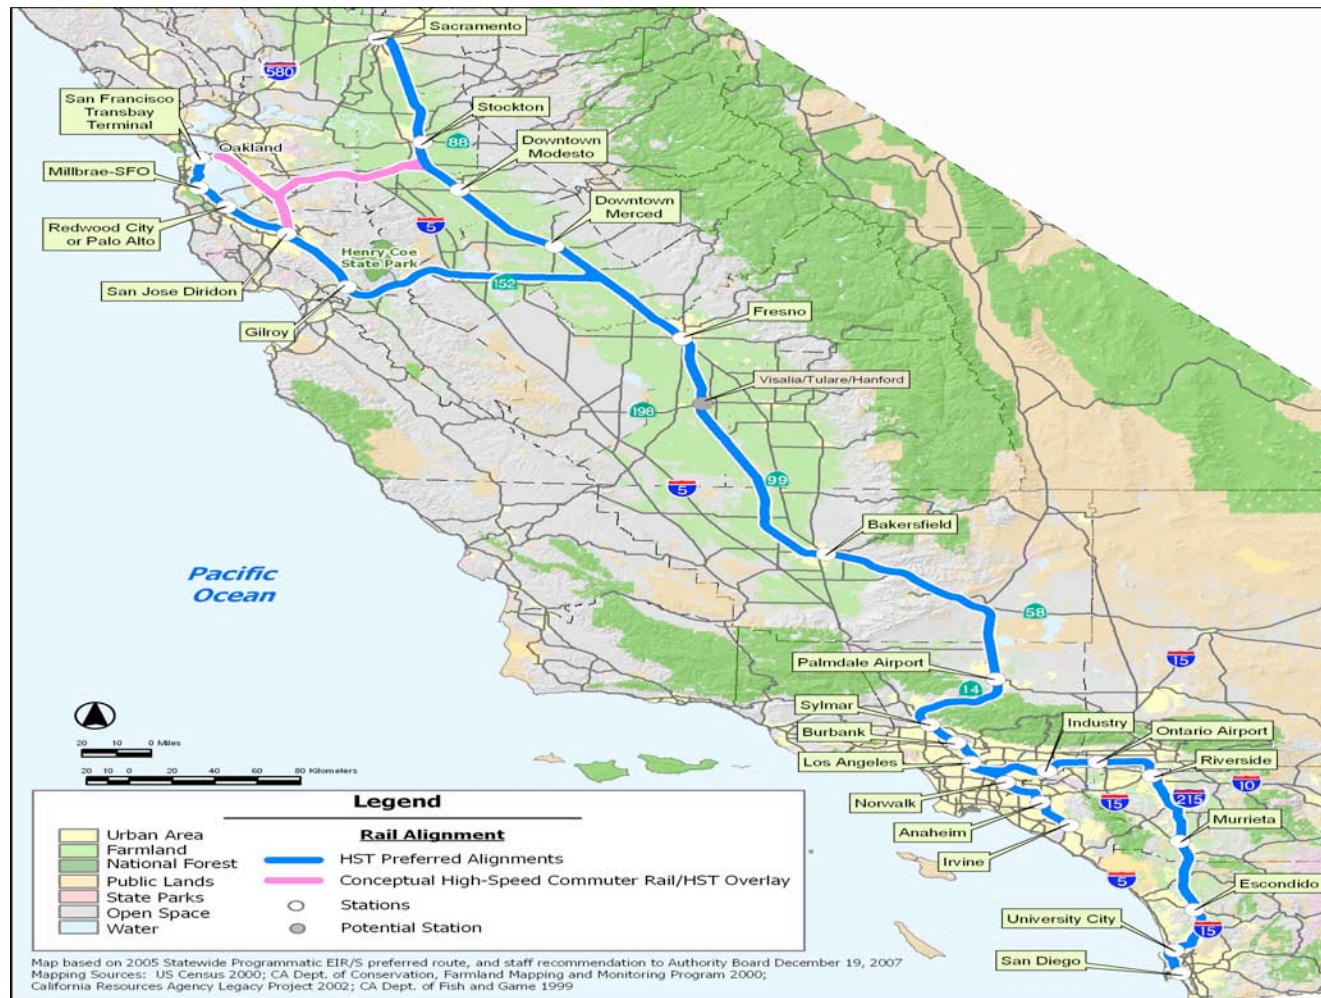 Sacramento
580
San Francisco
Transbay
Terminal
Stockton
88
Oakland
Downtown
Modesto
Millbrae-SFO
Downtown
Merced
Redwood City
or Palo Alto
5
Henry Coe
State Park
152
San Jose Diridon
Gilroy
Fresno
Visalia/Tulare/Hanford
198
99
5
Bakersfield
Pacific
Ocean
58
Palmdale Airport
15
14
Sylmar
Industry
Burbank
Ontario Airport
Los Angeles
Riverside
10
Norwalk
15
215
Anaheim
Murrieta
Irvine
5
Escondido
University City
15
San Diego
20 10 0 Miles
20 10 0 20 40 60 80 Kilometers
Legend
Rail Alignment
Urban Area
Farmland
National Forest
Public Lands
State Parks
Open Space
Water
HST Preferred Alignments
Conceptual High-Speed Commuter Rail/HST Overlay
Stations
Potential Station
Map based on 2005 Statewide Programmatic EIR/S preferred route, and staff recommendation to Authority Board December 19, 2007
Mapping Sources: US Census 2000; CA Dept. of Conservation, Farmland Mapping and Monitoring Program 2000;
California Resources Agency Legacy Project 2002; CA Dept. of Fish and Game 1999